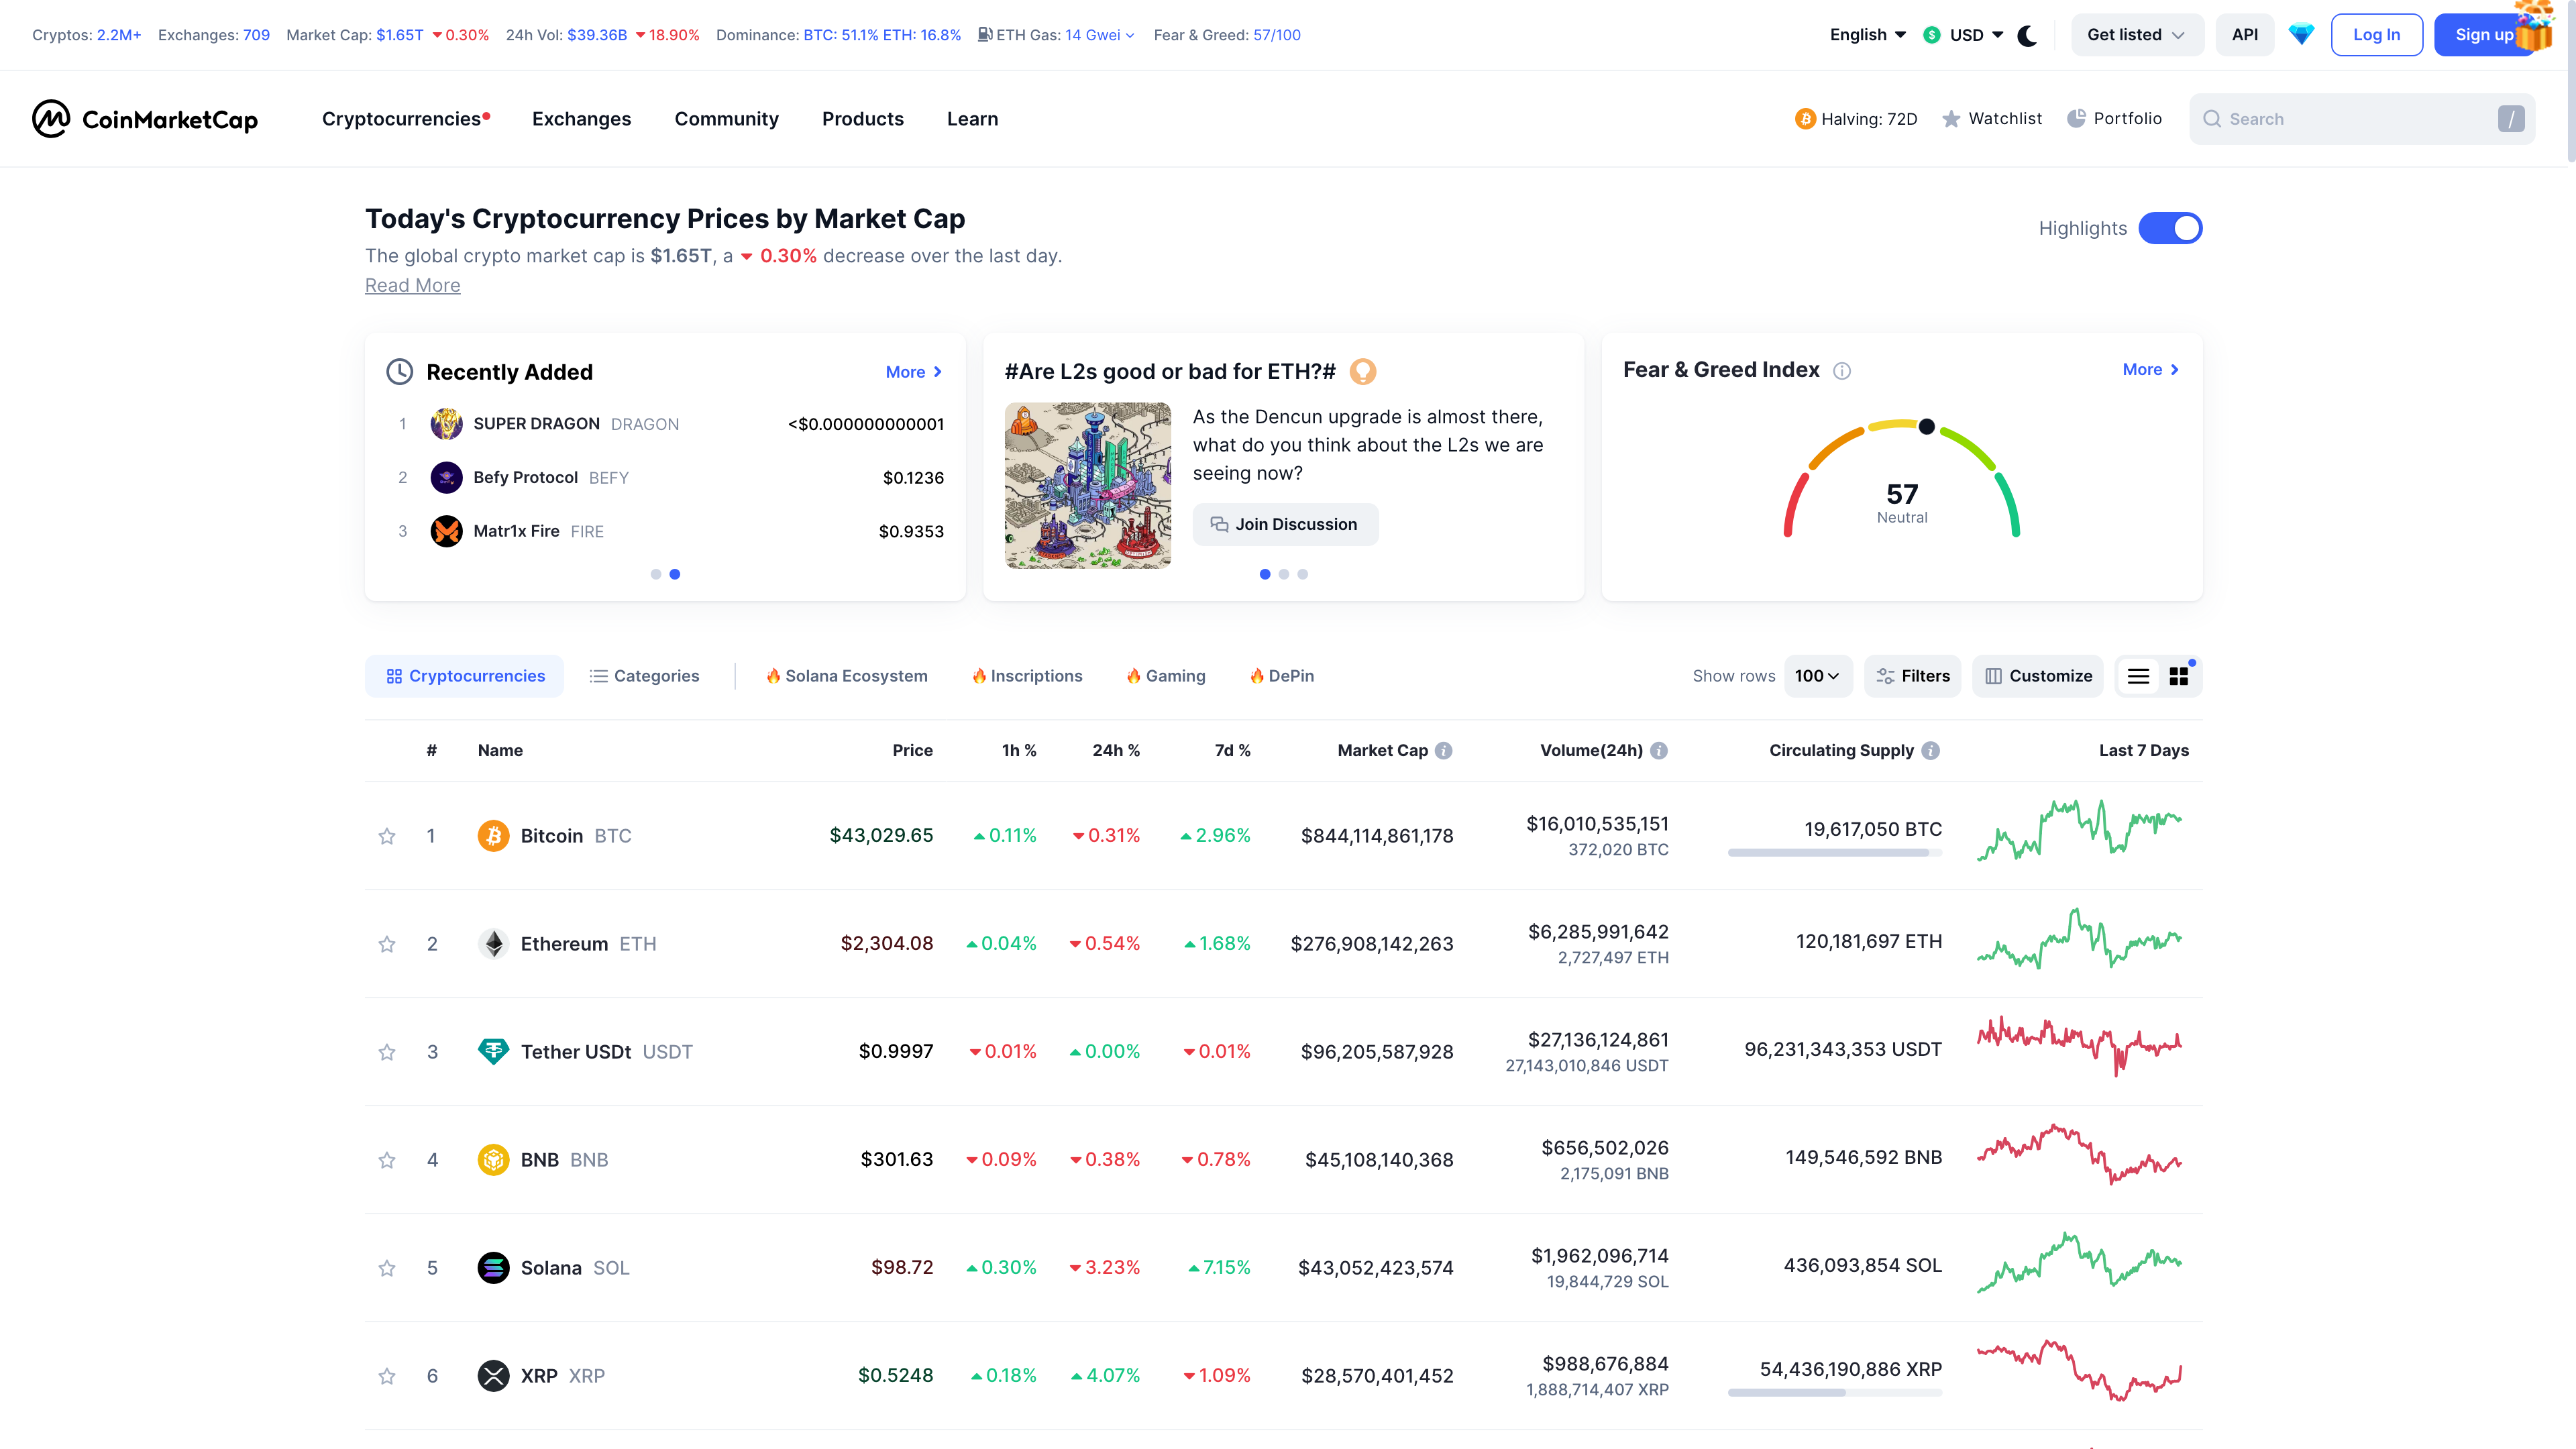 Cryptos: 2.2M+ Exchanges: 709 Market Cap: $1.65T 0.30% 24h Vol: $39.36B 18.90% Dominance: BTC: 51.1% ETH: 16.8% ETH Gas: 14 Gwei Fear & Greed: 57/100 English USD Get listed API Log In Sign up
CoinMarketCap Cryptocurrencies Exchanges Community Products Learn Halving: 72D Watchlist Portfolio Search /
Today's Cryptocurrency Prices by Market Cap
Highlights
The global crypto market cap is $1.65T, a 0.30% decrease over the last day.
Read More
Recently Added More
1 SUPER DRAGON DRAGON <$0.000000000001
2 Befy Protocol BEFY $0.1236
3 Matr1x Fire FIRE $0.9353
#Are L2s good or bad for ETH?#
As the Dencun upgrade is almost there,
what do you think about the L2s we are
seeing now?
Join Discussion
Fear & Greed Index More
57
Neutral
Cryptocurrencies Categories Solana Ecosystem Inscriptions Gaming DePin Show rows 100 Filters Customize
# Name Price 1h % 24h % 7d % Market Cap Volume(24h) Circulating Supply Last 7 Days
1 Bitcoin BTC $43,029.65 0.11% 0.31% 2.96% $844,114,861,178 $16,010,535,151 19,617,050 BTC
372,020 BTC
2 Ethereum ETH $2,304.08 0.04% 0.54% 1.68% $276,908,142,263 $6,285,991,642 120,181,697 ETH
2,727,497 ETH
3 Tether USDt USDT $0.9997 0.01% 0.00% 0.01% $96,205,587,928 $27,136,124,861 96,231,343,353 USDT
27,143,010,846 USDT
4 BNB BNB $301.63 0.09% 0.38% 0.78% $45,108,140,368 $656,502,026 149,546,592 BNB
2,175,091 BNB
5 Solana SOL $98.72 0.30% 3.23% 7.15% $43,052,423,574 $1,962,096,714 436,093,854 SOL
19,844,729 SOL
6 XRP XRP $0.5248 0.18% 4.07% 1.09% $28,570,401,452 $988,676,884 54,436,190,886 XRP
1,888,714,407 XRP